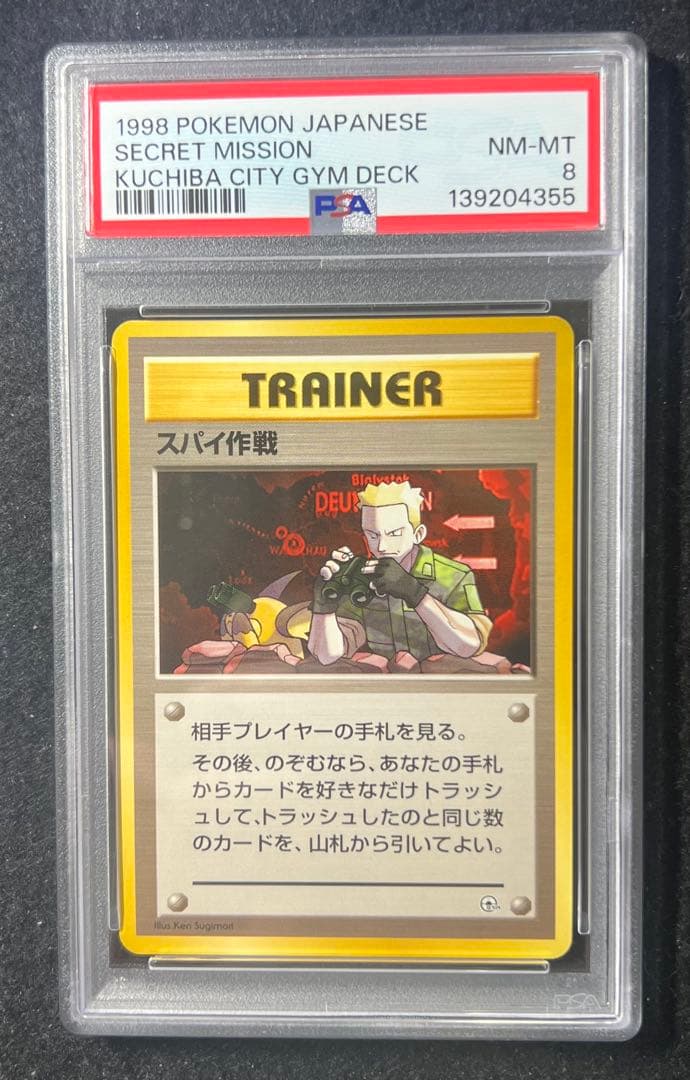 1998 POKEMON JAPANESE
SECRET MISSION
NM-MT
KUCHIBA CITY GYM DECK
8
PSA
139204355
TRAINER
スパイ作戦
Bialystok
相手プレイヤーの手札を見る。
その後、のぞむなら、あなたの手札
からカードを好きなだけトラッシ
ュして、トラッシュしたのと同じ数
のカードを、山札から引いてよい。
Illus.Ken Sugimori
PSA